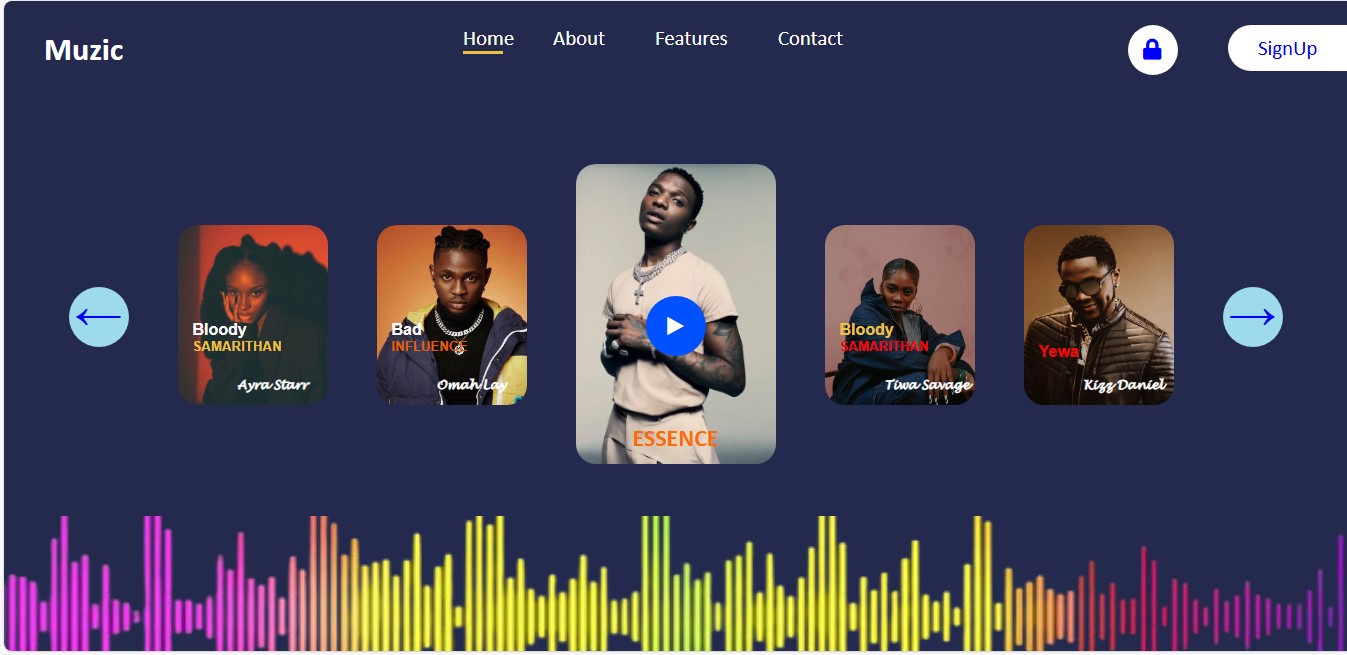 Muzic
Home
About
Features
Contact
SignUp
Bloody
SAMARITHAN
Ayra Starr
Bad
INFLUENCE
Omah Lay
ESSENCE
Bloody
SAMARITHAN
Tiwa Savage
Yewa
Kizz Daniel